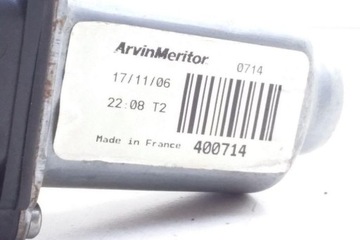 ArvinMeritor 0714
17/11/06
22:08 T2
Made in France 400714